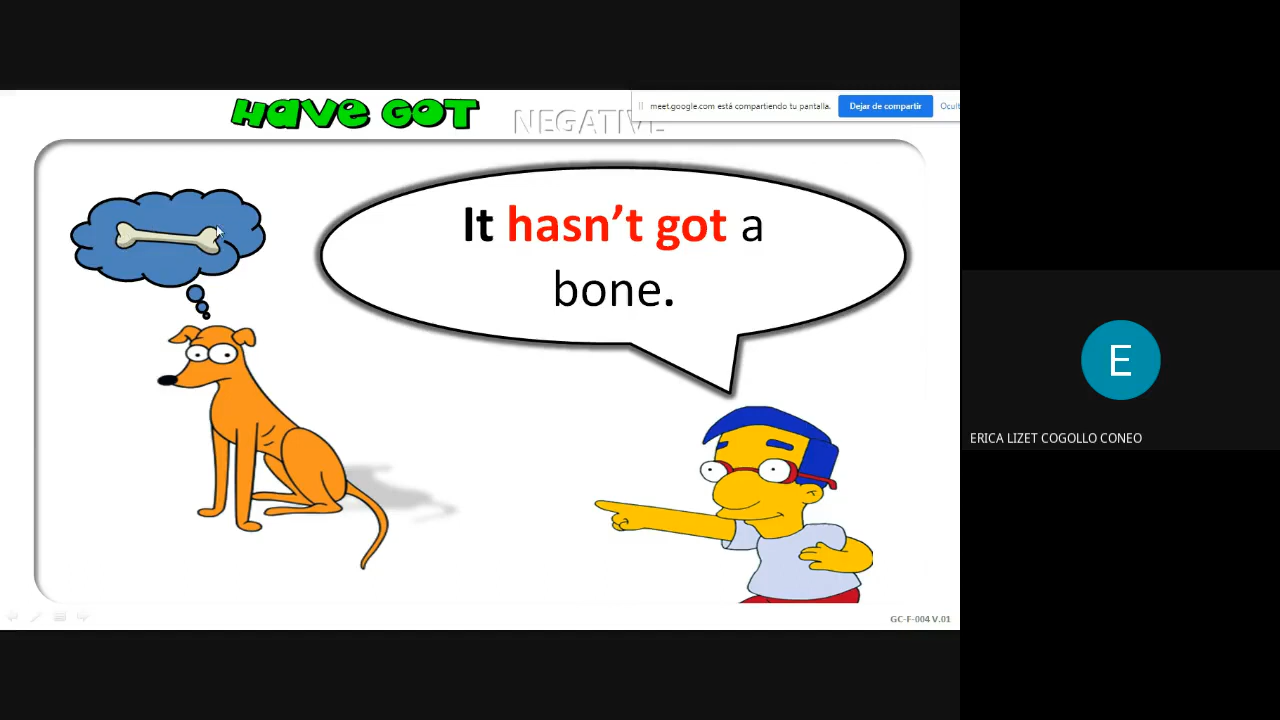 HAVE GOT
NEGATIVE
meet.google.com está compartiendo tu pantalla.
Dejar de compartir
Ocult
It hasn't got a
bone.
E
ERICA LIZET COGOLLO CONEO
GC-F-004 V.01